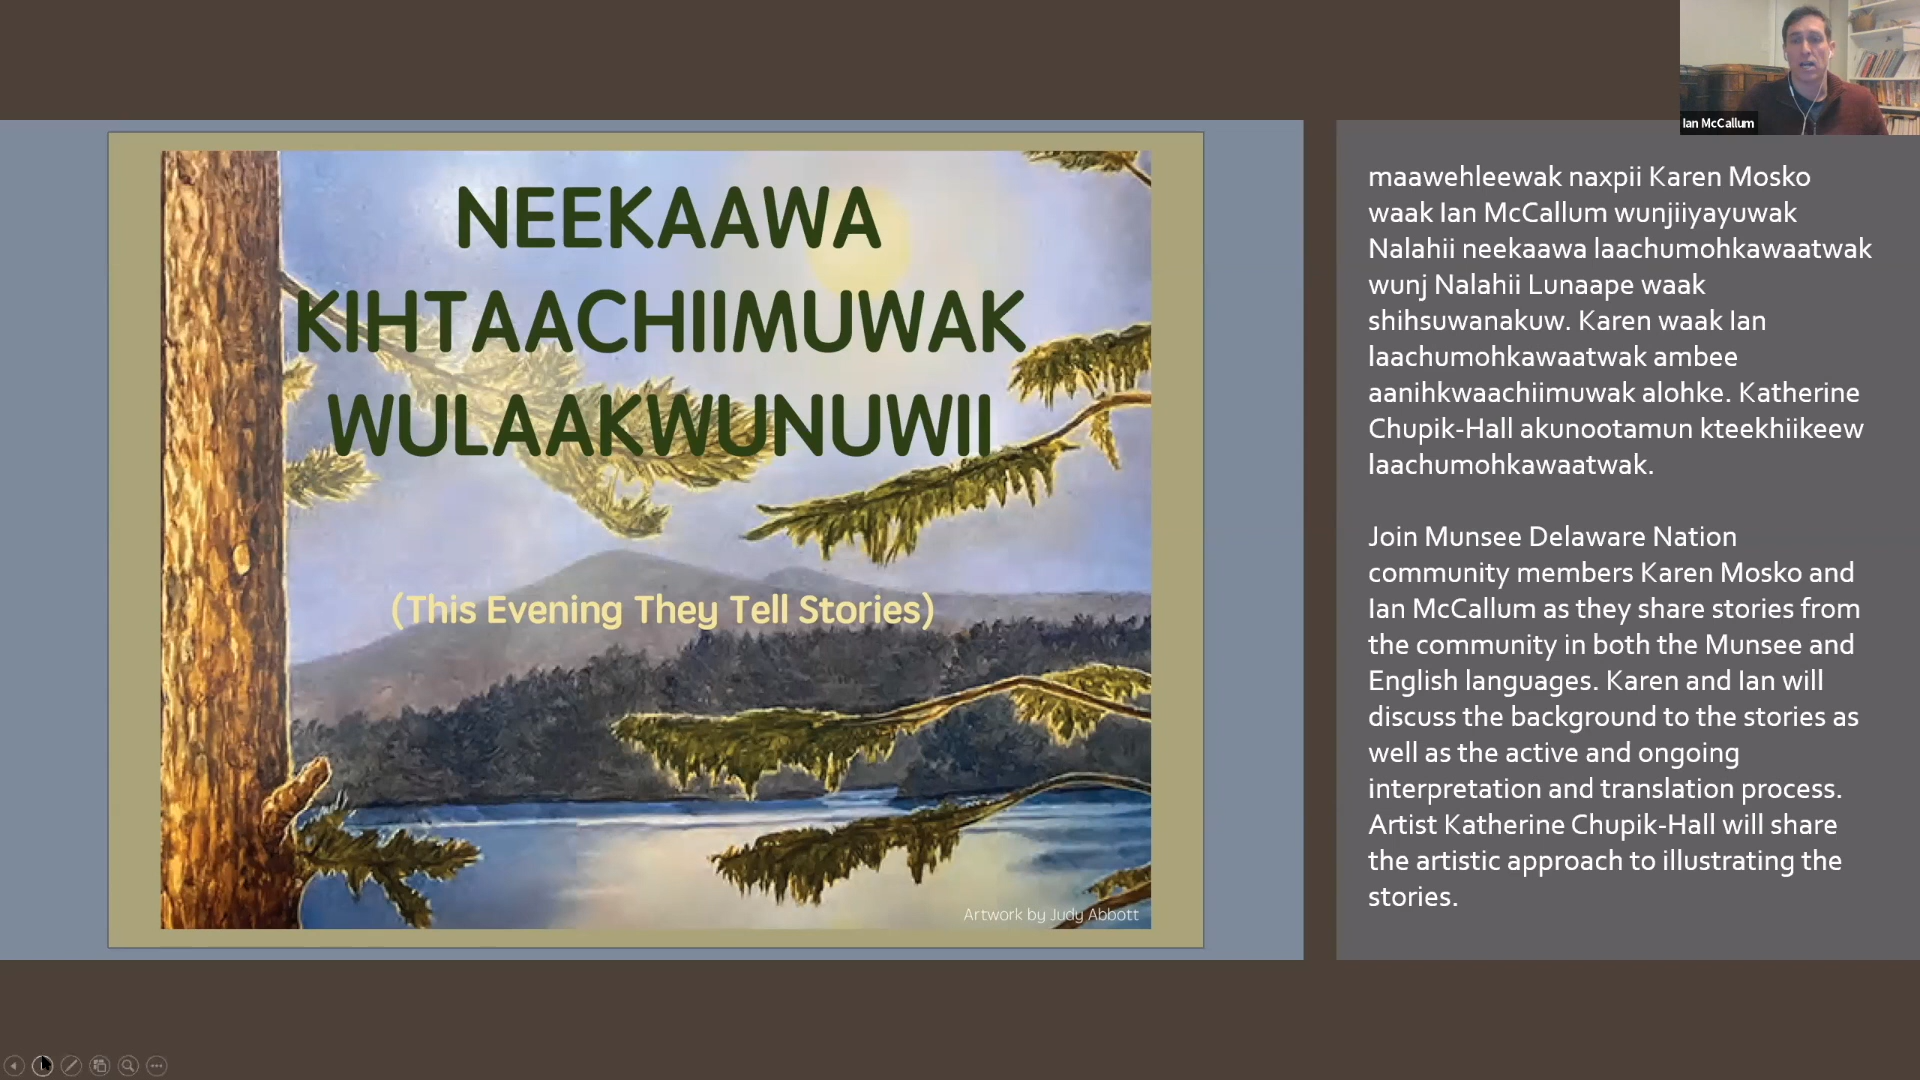 Ian McCallum
NEEKAAWA
KIHTAACHIIMUWAK
WULAAKWUNUWII
(This Evening They Tell Stories)
Artwork by Judy Abbott
maawehleewak naxpii Karen Mosko
waak Ian McCallum wunjiiyayuwak
Nalahii neekaawa laachumohkawaatwak
wunj Nalahii Lunaape waak
shihsuwanakuw. Karen waak Ian
laachumohkawaatwak ambee
aanihkwaachiimuwak alohke. Katherine
Chupik-Hall akunootamun kteekhiikeew
laachumohkawaatwak.
Join Munsee Delaware Nation
community members Karen Mosko and
Ian McCallum as they share stories from
the community in both the Munsee and
English languages. Karen and Ian will
discuss the background to the stories as
well as the active and ongoing
interpretation and translation process.
Artist Katherine Chupik-Hall will share
the artistic approach to illustrating the
stories.